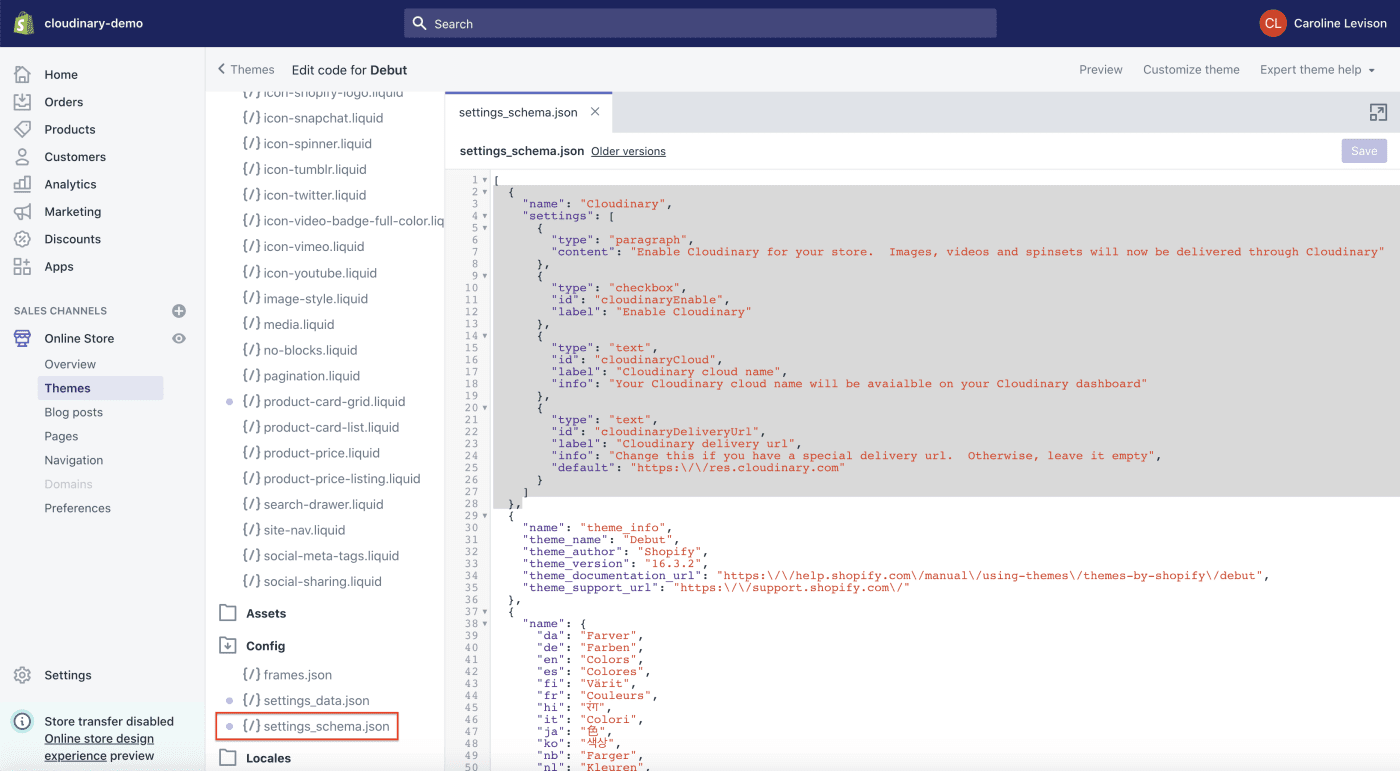 cloudinary-demo
Search
CL
Caroline Levison
Home
Orders
Products
Customers
Analytics
Marketing
Discounts
Apps
SALES CHANNELS
Online Store
Overview
Themes
Blog posts
Pages
Navigation
Domains
Preferences
Settings
Store transfer disabled
Online store design
experience preview
Themes
Edit code for Debut
Preview
Customize theme
Expert theme help
{/} icon-shopify-logo.liquid
{/} icon-snapchat.liquid
{/} icon-spinner.liquid
{/} icon-tumblr.liquid
{/} icon-twitter.liquid
{/} icon-video-badge-full-color.liq
{/} icon-vimeo.liquid
{/} icon-youtube.liquid
{/} image-style.liquid
{/} media.liquid
{/} no-blocks.liquid
{/} pagination.liquid
{/} product-card-grid.liquid
{/} product-card-list.liquid
{/} product-price.liquid
{/} product-price-listing.liquid
{/} search-drawer.liquid
{/} site-nav.liquid
{/} social-meta-tags.liquid
{/} social-sharing.liquid
Assets
Config
{/} frames.json
{/} settings_data.json
{/} settings_schema.json
Locales
settings_schema.json
settings_schema.json Older versions
Save
1 [
2 {
3 "name": "Cloudinary",
4 "settings": [
5 {
6 "type": "paragraph",
7 "content": "Enable Cloudinary for your store.  Images, videos and spinsets will now be delivered through Cloudinary"
8 },
9 {
10 "type": "checkbox",
11 "id": "cloudinaryEnable",
12 "label": "Enable Cloudinary"
13 },
14 {
15 "type": "text",
16 "id": "cloudinaryCloud",
17 "label": "Cloudinary cloud name",
18 "info": "Your Cloudinary cloud name will be avaialble on your Cloudinary dashboard"
19 },
20 {
21 "type": "text",
22 "id": "cloudinaryDeliveryUrl",
23 "label": "Cloudinary delivery url",
24 "info": "Change this if you have a special delivery url.  Otherwise, leave it empty",
25 "default": "https:\/\/res.cloudinary.com"
26 }
27 ]
28 },
29 {
30 "name": "theme_info",
31 "theme_name": "Debut",
32 "theme_author": "Shopify",
33 "theme_version": "16.3.2",
34 "theme_documentation_url": "https:\/\/help.shopify.com\/manual\/using-themes\/themes-by-shopify\/debut",
35 "theme_support_url": "https:\/\/support.shopify.com\/"
36 },
37 {
38 "name": {
39 "da": "Farver",
40 "de": "Farben",
41 "en": "Colors",
42 "es": "Colores",
43 "fi": "Värit",
44 "fr": "Couleurs",
45 "hi": "रंग",
46 "it": "Colori",
47 "ja": "色",
48 "ko": "색상",
49 "nb": "Farger",
50 "nl": "Kleuren",